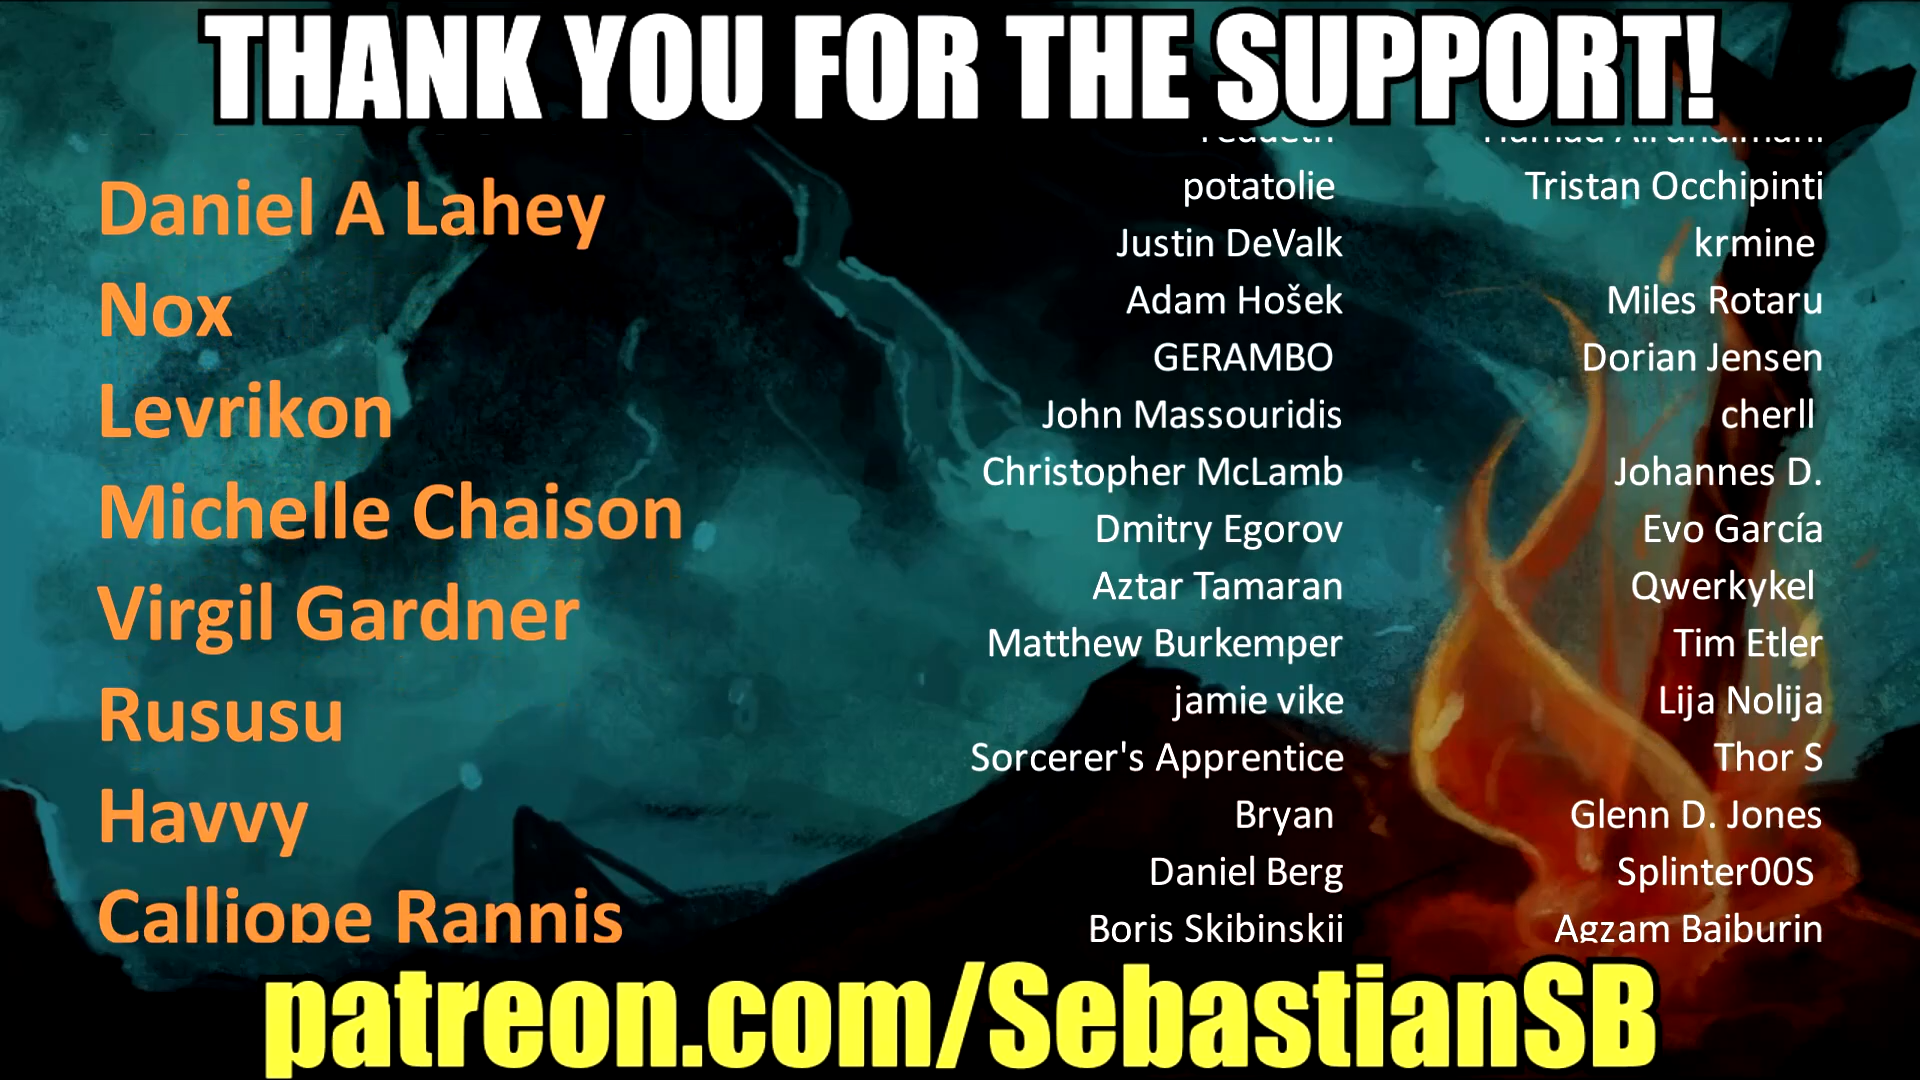 THANK YOU FOR THE SUPPORT!
Daniel A Lahey
Nox
Levrikon
Michelle Chaison
Virgil Gardner
Rususu
Havvy
Calliope Rannis
potatolie
Justin DeValk
Adam Hošek
GERAMBO
John Massouridis
Christopher McLamb
Dmitry Egorov
Aztar Tamaran
Matthew Burkemper
jamie vike
Sorcerer's Apprentice
Bryan
Daniel Berg
Boris Skibinskii
Tristan Occhipinti
krmine
Miles Rotaru
Dorian Jensen
cherll
Johannes D.
Evo García
Qwerkykel
Tim Etler
Lija Nolija
Thor S
Glenn D. Jones
Splinter00S
Agzam Baiburin
patreon.com/SebastianSB